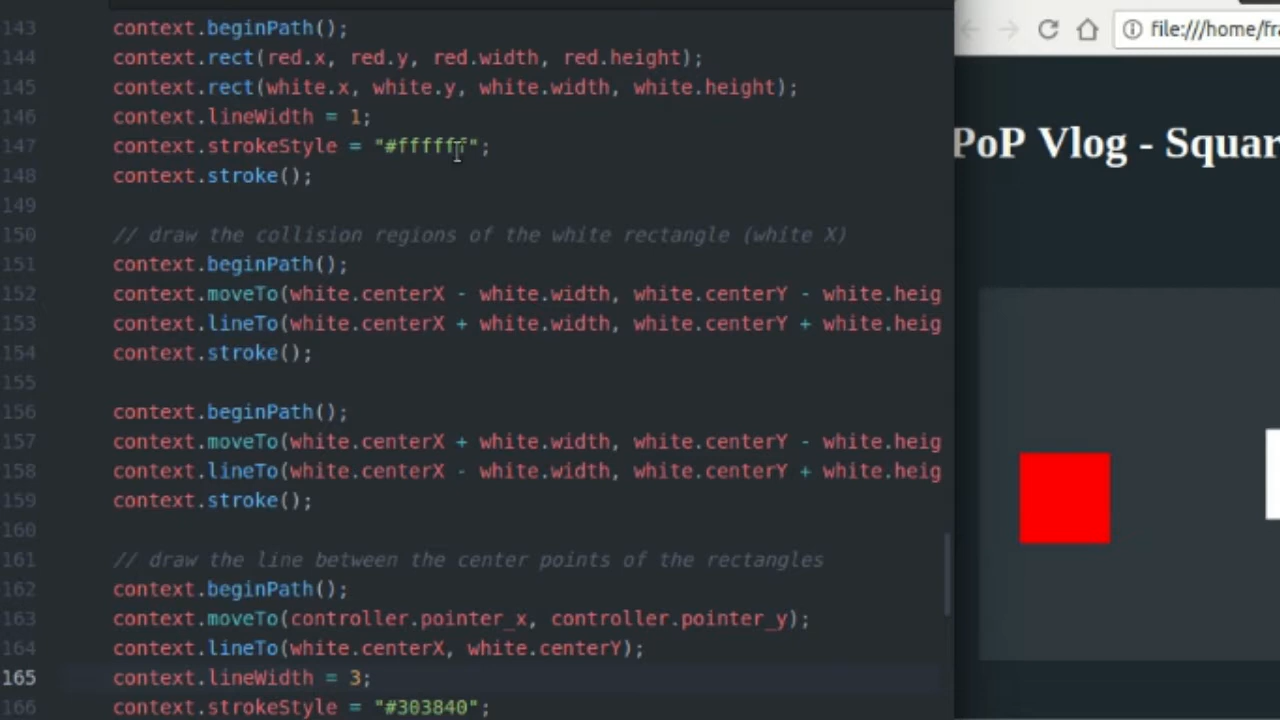 143 context.beginPath();
144 context.rect(red.x, red.y, red.width, red.height);
145 context.rect(white.x, white.y, white.width, white.height);
146 context.lineWidth = 1;
147 context.strokeStyle = "#ffffff";
148 context.stroke();
149
150 // draw the collision regions of the white rectangle (white X)
151 context.beginPath();
152 context.moveTo(white.centerX - white.width, white.centerY - white.heig
153 context.lineTo(white.centerX + white.width, white.centerY + white.heig
154 context.stroke();
155
156 context.beginPath();
157 context.moveTo(white.centerX + white.width, white.centerY - white.heig
158 context.lineTo(white.centerX - white.width, white.centerY + white.heig
159 context.stroke();
160
161 // draw the line between the center points of the rectangles
162 context.beginPath();
163 context.moveTo(controller.pointer_x, controller.pointer_y);
164 context.lineTo(white.centerX, white.centerY);
165 context.lineWidth = 3;
166 context.strokeStyle = "#303840";
file:///home/fra
PoP Vlog - Squar